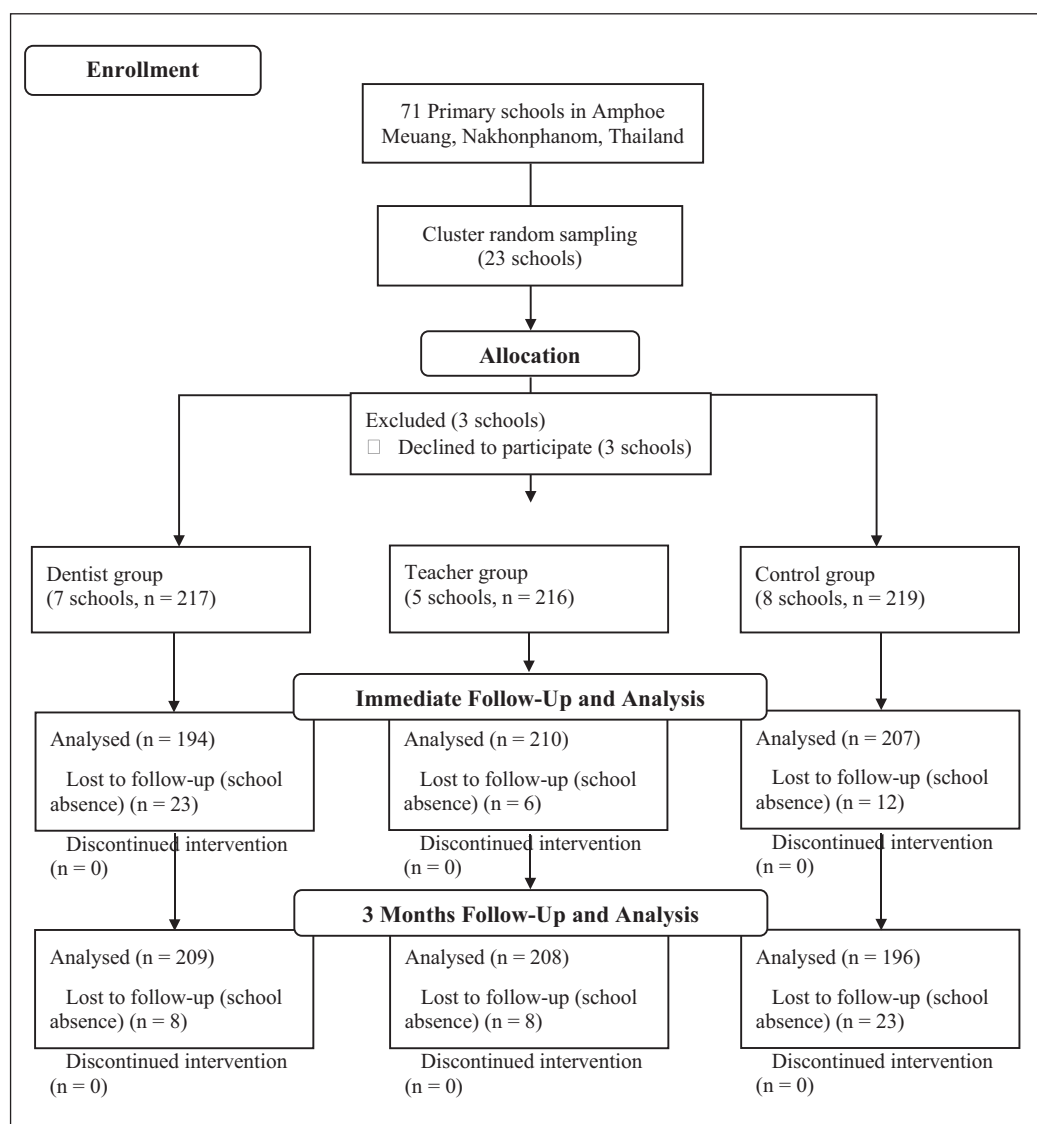 Enrollment
71 Primary schools in Amphoe
Meuang, Nakhonphanom, Thailand
Cluster random sampling
(23 schools)
Allocation
Excluded (3 schools)
□ Declined to participate (3 schools)
Dentist group
(7 schools, n = 217)
Teacher group
(5 schools, n = 216)
Control group
(8 schools, n = 219)
Immediate Follow-Up and Analysis
Analysed (n = 194)
Lost to follow-up (school
absence) (n = 23)
Discontinued intervention
(n = 0)
Analysed (n = 210)
Lost to follow-up (school
absence) (n = 6)
Discontinued intervention
(n = 0)
Analysed (n = 207)
Lost to follow-up (school
absence) (n = 12)
Discontinued intervention
(n = 0)
3 Months Follow-Up and Analysis
Analysed (n = 209)
Lost to follow-up (school
absence) (n = 8)
Discontinued intervention
(n = 0)
Analysed (n = 208)
Lost to follow-up (school
absence) (n = 8)
Discontinued intervention
(n = 0)
Analysed (n = 196)
Lost to follow-up (school
absence) (n = 23)
Discontinued intervention
(n = 0)